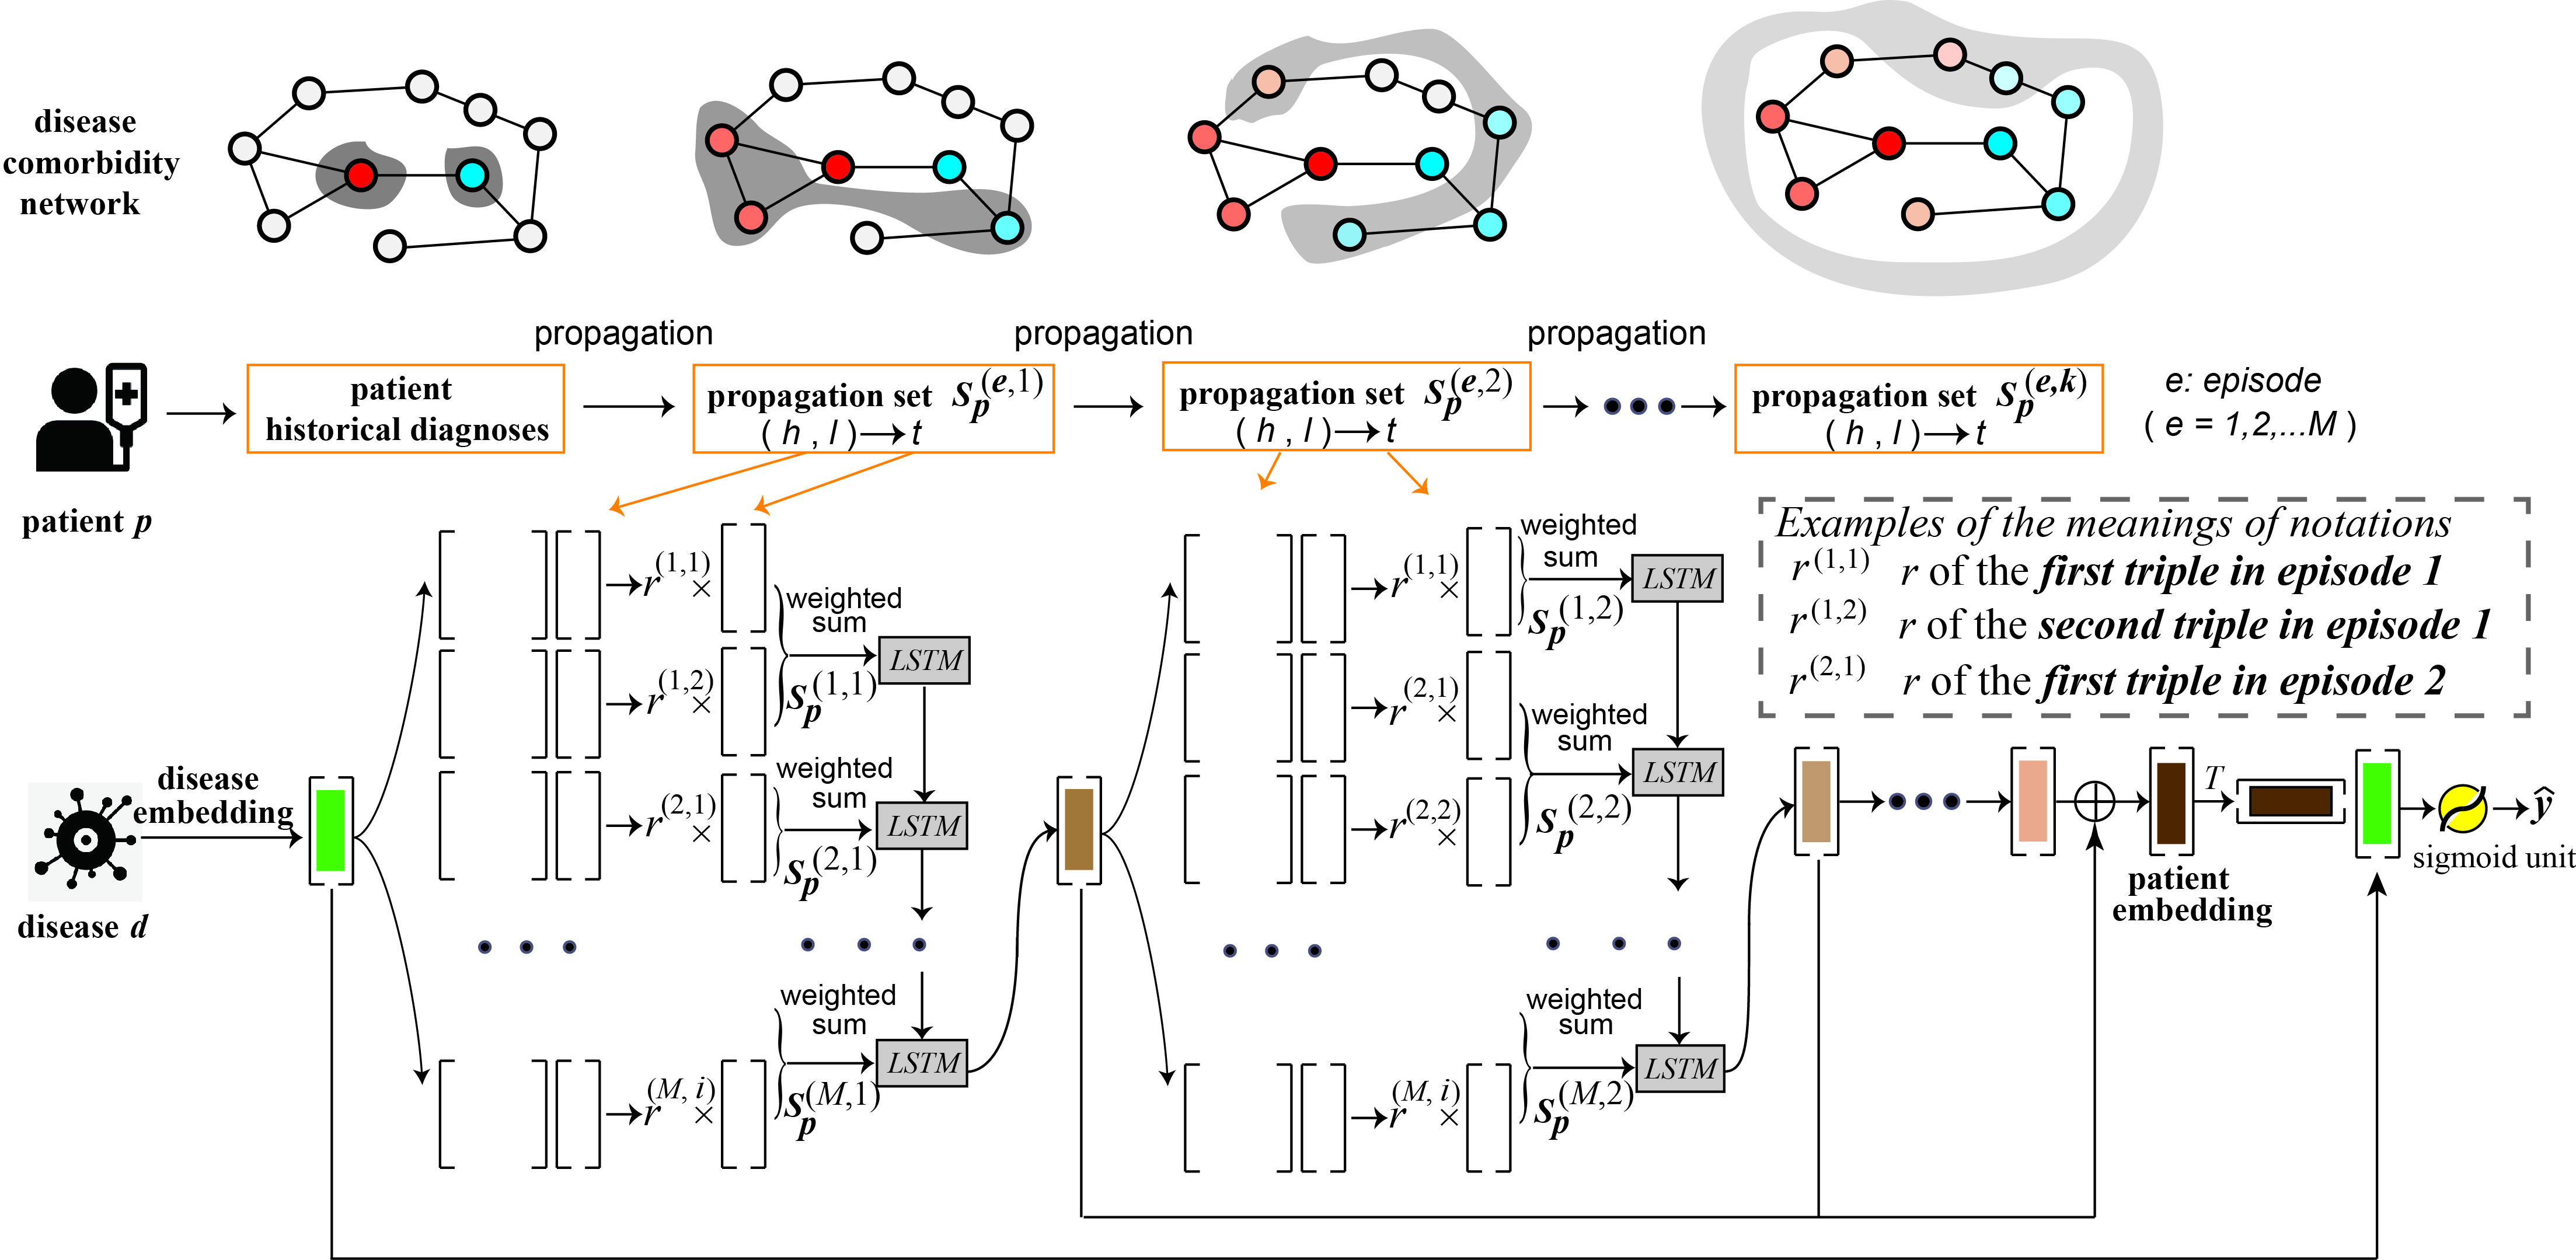 disease
comorbidity
network
propagation propagation propagation
patient
historical diagnoses
propagation set S_p^(e,1)
( h , l ) → t
propagation set S_p^(e,2)
( h , l ) → t
propagation set S_p^(e,k)
( h , l ) → t
e: episode
( e = 1,2,...M )
patient p
r^(1,1) ×
r^(1,2) ×
weighted
sum
S_p^(1,1)
LSTM
r^(2,1) ×
weighted
sum
S_p^(2,1)
LSTM
r^(M, i) ×
weighted
sum
S_p^(M,1)
LSTM
r^(1,1) ×
weighted
sum
S_p^(1,2)
LSTM
r^(2,1) ×
r^(2,2) ×
weighted
sum
S_p^(2,2)
LSTM
r^(M, i) ×
weighted
sum
S_p^(M,2)
LSTM
Examples of the meanings of notations
r^(1,1) r of the first triple in episode 1
r^(1,2) r of the second triple in episode 1
r^(2,1) r of the first triple in episode 2
disease
embedding
disease d
T
patient
embedding
ŷ
sigmoid unit